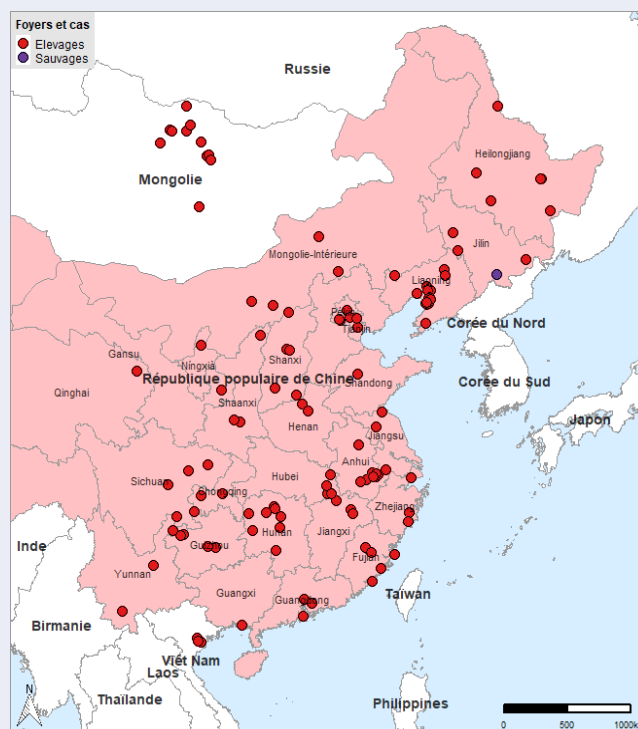 Foyers et cas
Elevages
Sauvages
Russie
Mongolie
Heilongjiang
Jilin
Mongolie-Intérieure
Liaoning
Tianjin
Corée du Nord
Gansu
Ningxia
Shanxi
République populaire de Chine
Shandong
Corée du Sud
Qinghai
Shaanxi
Henan
Jiangsu
Japon
Anhui
Hubei
Sichuan
Chongqing
Zhejiang
Hunan
Jiangxi
Inde
Guizhou
Fujian
Yunnan
Guangxi
Guangdong
Taïwan
Birmanie
Viêt Nam
Laos
Thaïlande
Philippines
N
0 500 1000k